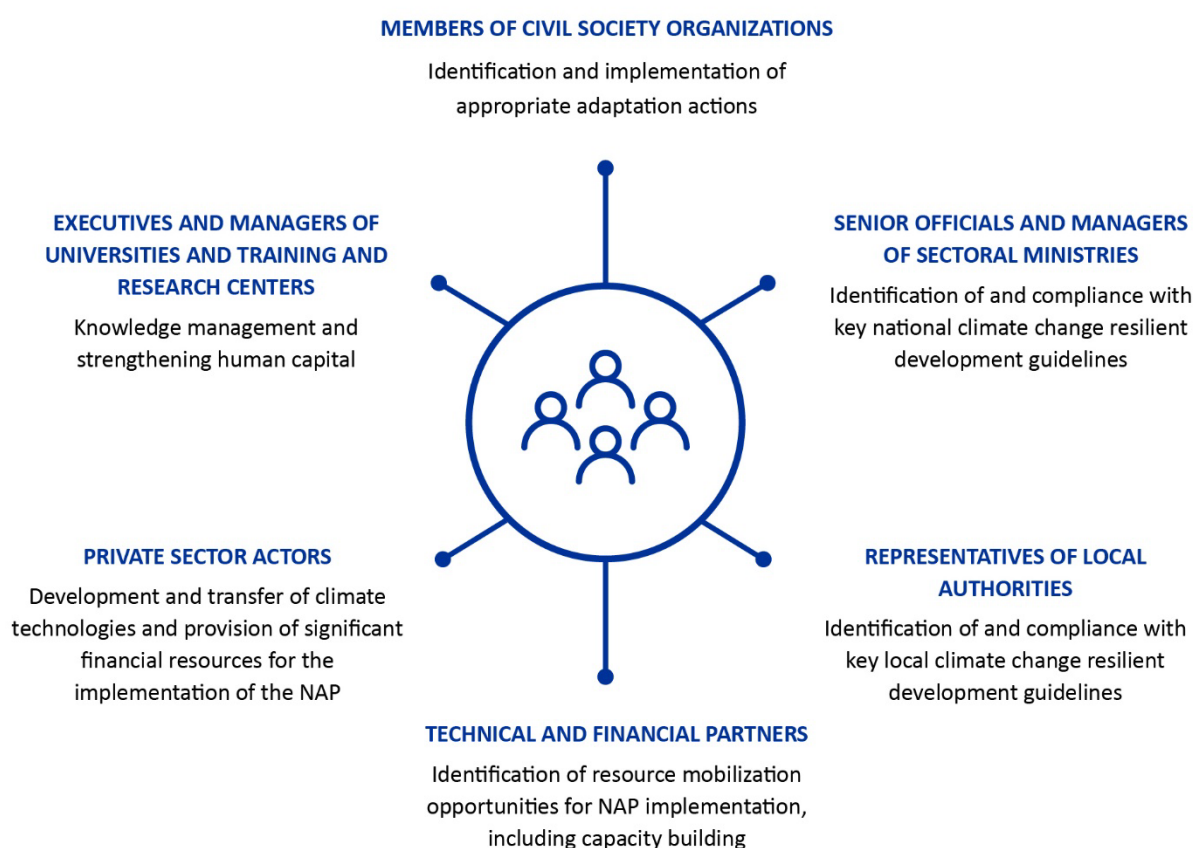 MEMBERS OF CIVIL SOCIETY ORGANIZATIONS
Identification and implementation of
appropriate adaptation actions
EXECUTIVES AND MANAGERS OF
UNIVERSITIES AND TRAINING AND
RESEARCH CENTERS
Knowledge management and
strengthening human capital
SENIOR OFFICIALS AND MANAGERS
OF SECTORAL MINISTRIES
Identification of and compliance with
key national climate change resilient
development guidelines
PRIVATE SECTOR ACTORS
Development and transfer of climate
technologies and provision of significant
financial resources for the
implementation of the NAP
REPRESENTATIVES OF LOCAL
AUTHORITIES
Identification of and compliance with
key local climate change resilient
development guidelines
TECHNICAL AND FINANCIAL PARTNERS
Identification of resource mobilization
opportunities for NAP implementation,
including capacity building